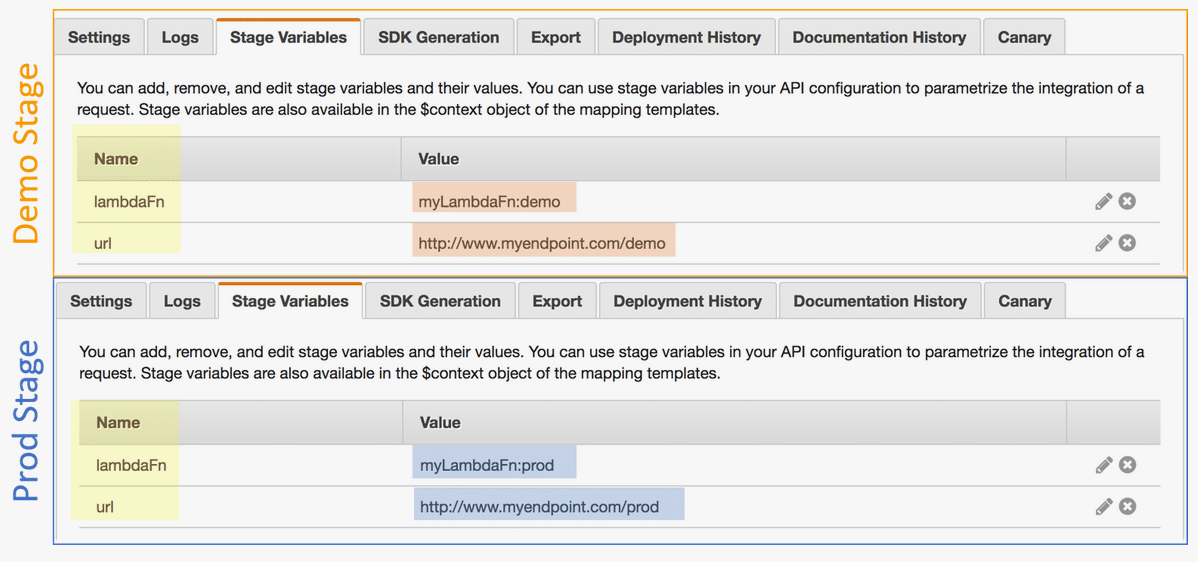 Demo Stage
Settings Logs Stage Variables SDK Generation Export Deployment History Documentation History Canary
You can add, remove, and edit stage variables and their values. You can use stage variables in your API configuration to parametrize the integration of a
request. Stage variables are also available in the $context object of the mapping templates.
Name Value
lambdaFn myLambdaFn:demo
url http://www.myendpoint.com/demo
Prod Stage
Settings Logs Stage Variables SDK Generation Export Deployment History Documentation History Canary
You can add, remove, and edit stage variables and their values. You can use stage variables in your API configuration to parametrize the integration of a
request. Stage variables are also available in the $context object of the mapping templates.
Name Value
lambdaFn myLambdaFn:prod
url http://www.myendpoint.com/prod